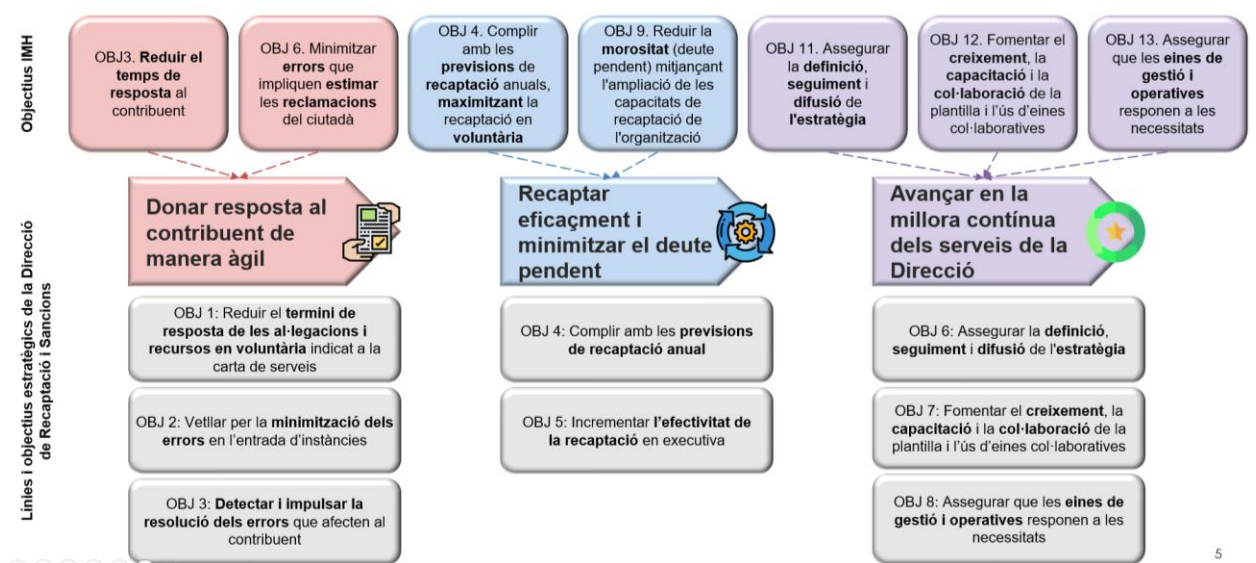 Objectius IMH
OBJ3. Reduir el
temps de
resposta al
contribuent
OBJ 6. Minimitzar
errors que
impliquen estimar
les reclamacions
del ciutadà
OBJ 4. Complir
amb les
previsions de
recaptació anuals,
maximitzant la
recaptació en
voluntària
OBJ 9. Reduir la
morositat (deute
pendent) mitjançant
l'ampliació de les
capacitats de
recaptació de
l'organització
OBJ 11. Assegurar
la definició,
seguiment i
difusió de
l'estratègia
OBJ 12. Fomentar el
creixement, la
capacitació i la
col·laboració de la
plantilla i l'ús d'eines
col·laboratives
OBJ 13. Assegurar
que les eines de
gestió i
operatives
responen a les
necessitats
Línies i objectius estratègics de la Direcció
de Recaptació i Sancions
Donar resposta al
contribuent de
manera àgil
OBJ 1: Reduir el termini de
resposta de les al·legacions i
recursos en voluntària indicat a la
carta de serveis
OBJ 2: Vetllar per la minimització dels
errors en l'entrada d'instàncies
OBJ 3: Detectar i impulsar la
resolució dels errors que afecten al
contribuent
Recaptar
eficaçment i
minimitzar el deute
pendent
OBJ 4: Complir amb les previsions
de recaptació anual
OBJ 5: Incrementar l'efectivitat de
la recaptació en executiva
Avançar en la
millora contínua
dels serveis de la
Direcció
OBJ 6: Assegurar la definició,
seguiment i difusió de l'estratègia
OBJ 7: Fomentar el creixement, la
capacitació i la col·laboració de la
plantilla i l'ús d'eines col·laboratives
OBJ 8: Assegurar que les eines de
gestió i operatives responen a les
necessitats
5